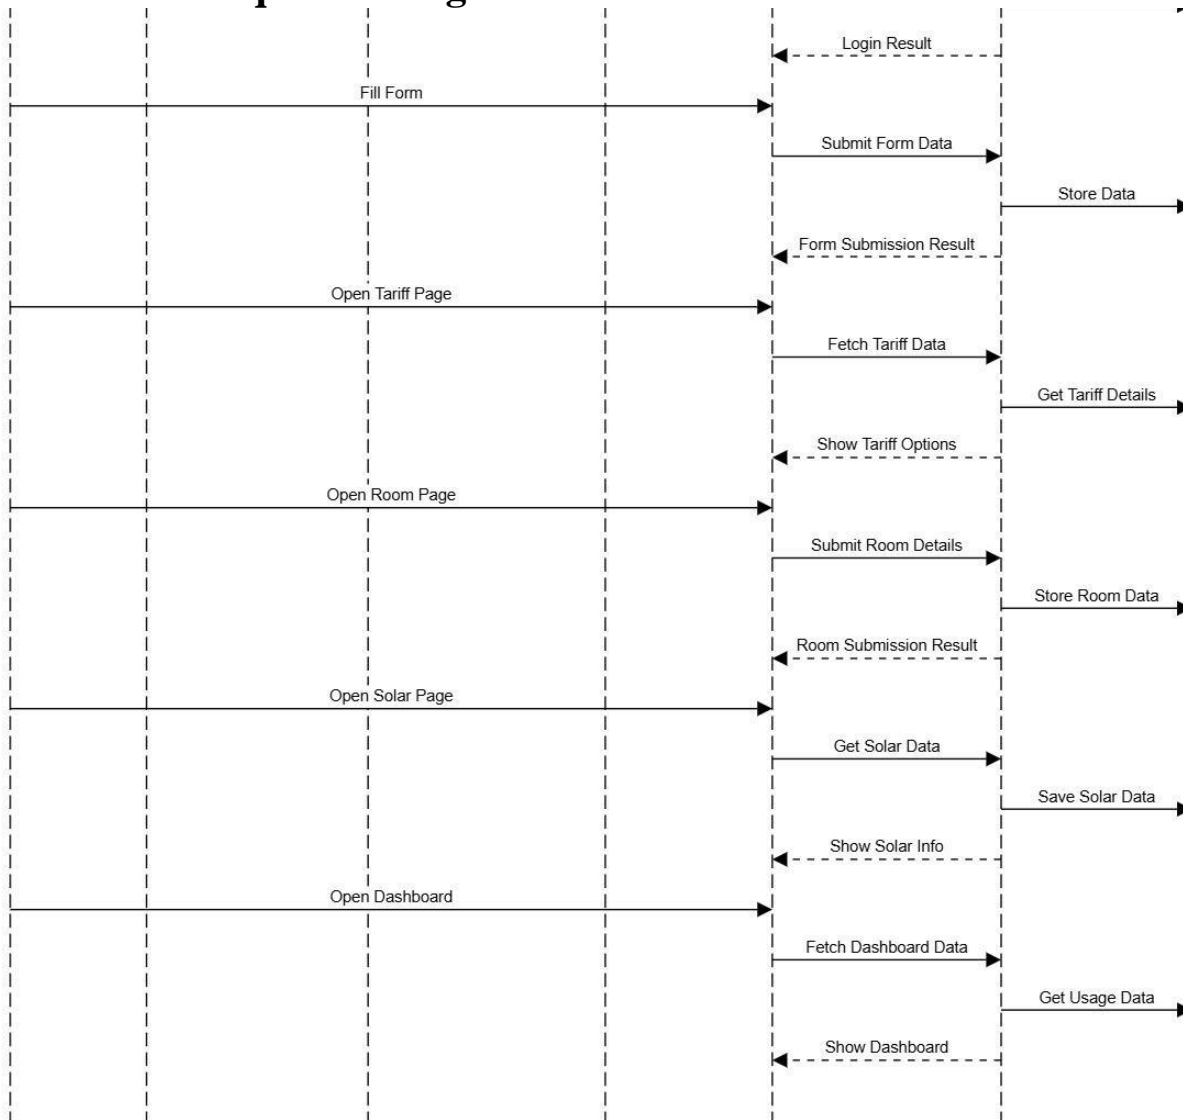 Login Result
Fill Form
Submit Form Data
Store Data
Form Submission Result
Open Tariff Page
Fetch Tariff Data
Get Tariff Details
Show Tariff Options
Open Room Page
Submit Room Details
Store Room Data
Room Submission Result
Open Solar Page
Get Solar Data
Save Solar Data
Show Solar Info
Open Dashboard
Fetch Dashboard Data
Get Usage Data
Show Dashboard